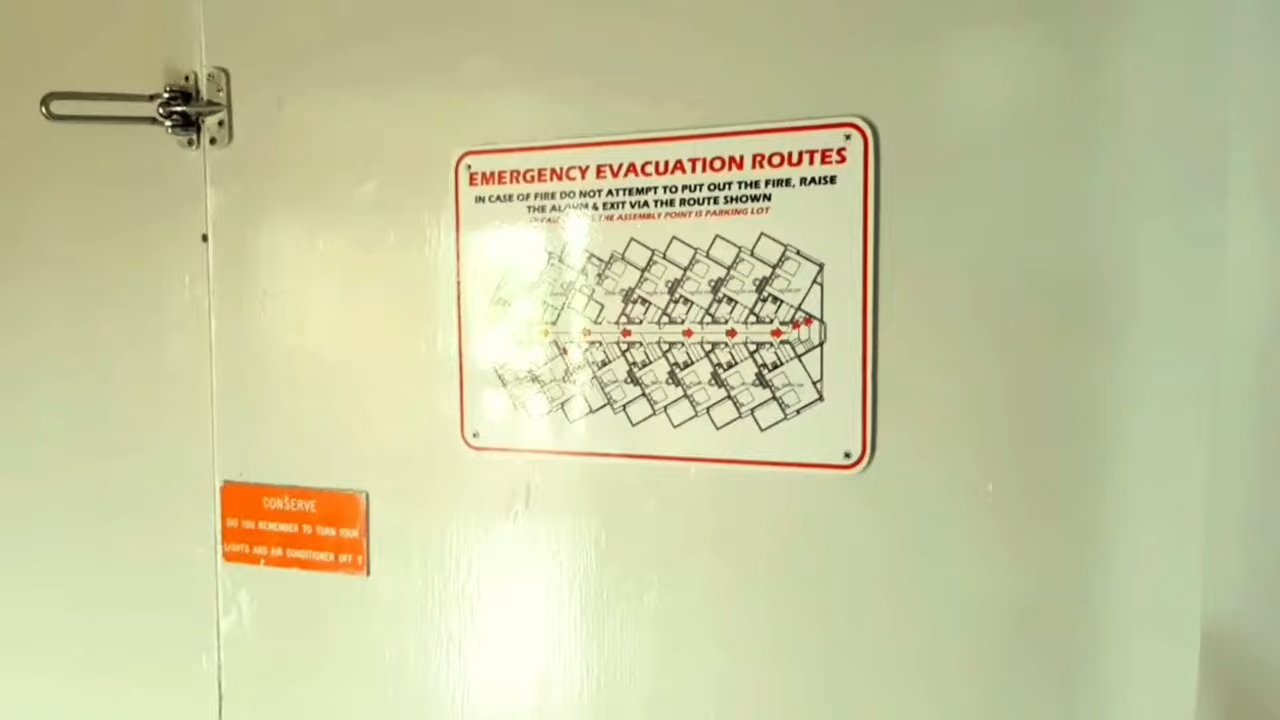 EMERGENCY EVACUATION ROUTES
IN CASE OF FIRE DO NOT ATTEMPT TO PUT OUT THE FIRE, RAISE
THE ALARM & EXIT VIA THE ROUTE SHOWN
THE ASSEMBLY POINT IS PARKING LOT
CONSERVE
DID YOU REMEMBER TO TURN YOUR
LIGHTS AND AIR CONDITIONER OFF ?